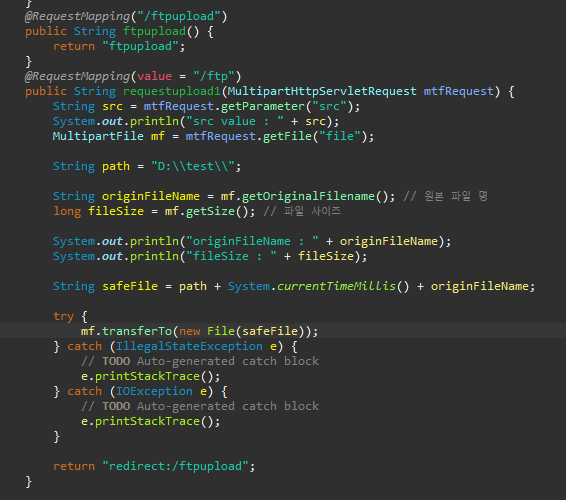 }
@RequestMapping("/ftpupload")
public String ftpupload() {
    return "ftpupload";
}
@RequestMapping(value = "/ftp")
public String requestupload1(MultipartHttpServletRequest mtfRequest) {
    String src = mtfRequest.getParameter("src");
    System.out.println("src value : " + src);
    MultipartFile mf = mtfRequest.getFile("file");

    String path = "D:\\test\\";

    String originFileName = mf.getOriginalFilename(); // 원본 파일 명
    long fileSize = mf.getSize(); // 파일 사이즈

    System.out.println("originFileName : " + originFileName);
    System.out.println("fileSize : " + fileSize);

    String safeFile = path + System.currentTimeMillis() + originFileName;

    try {
        mf.transferTo(new File(safeFile));
    } catch (IllegalStateException e) {
        // TODO Auto-generated catch block
        e.printStackTrace();
    } catch (IOException e) {
        // TODO Auto-generated catch block
        e.printStackTrace();
    }

    return "redirect:/ftpupload";
}